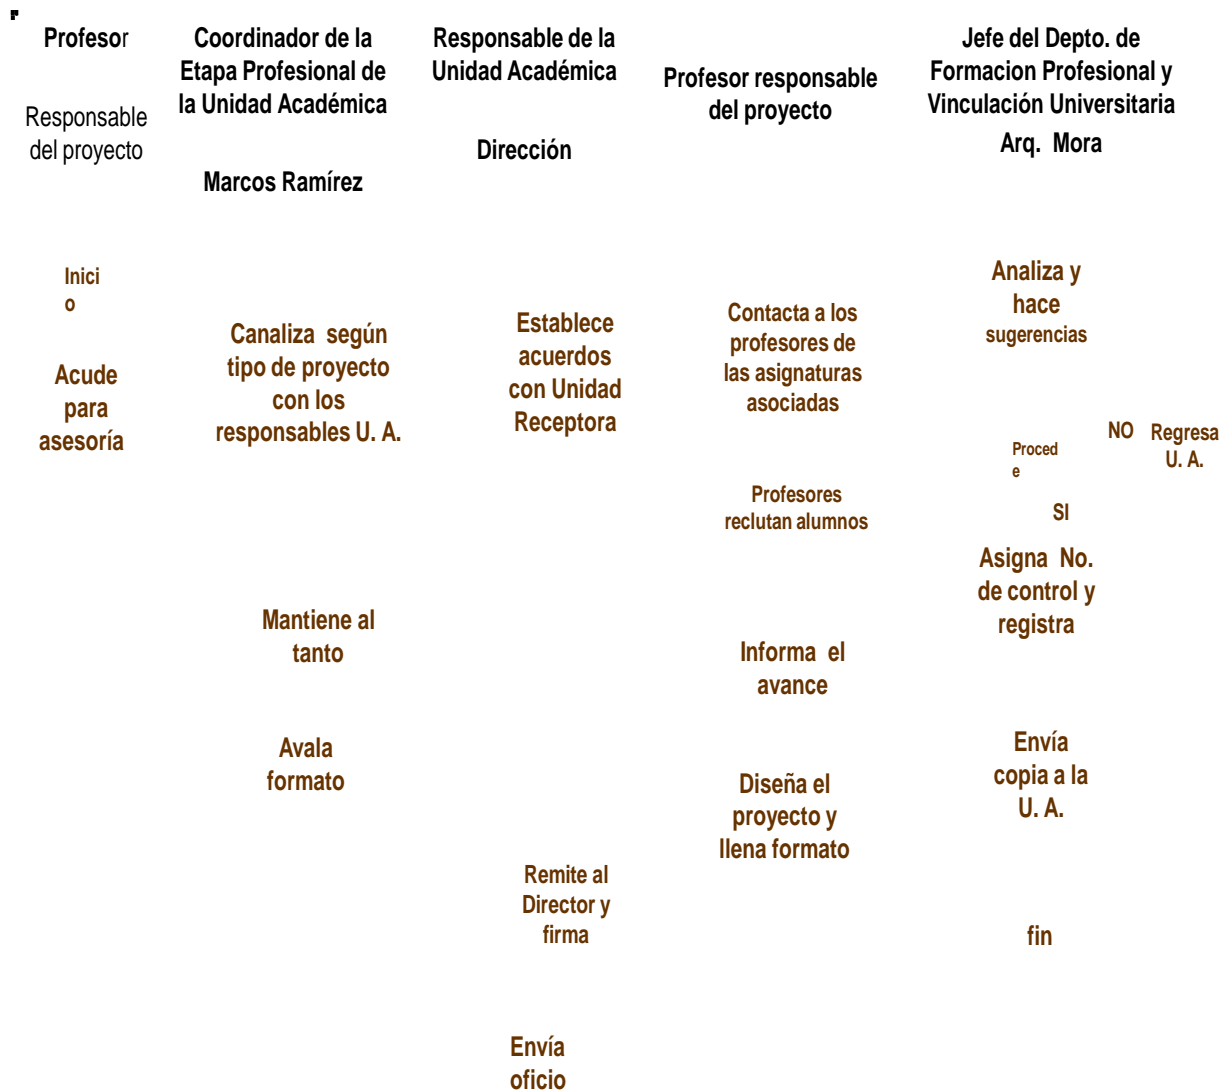 Profesor
Responsable
del proyecto
Coordinador de la
Etapa Profesional de
la Unidad Académica
Marcos Ramírez
Responsable de la
Unidad Académica
Dirección
Profesor responsable
del proyecto
Jefe del Depto. de
Formacion Profesional y
Vinculación Universitaria
Arq. Mora
Inici
o
Acude
para
asesoría
Canaliza según
tipo de proyecto
con los
responsables U. A.
Mantiene al
tanto
Avala
formato
Establece
acuerdos
con Unidad
Receptora
Remite al
Director y
firma
Envía
oficio
Contacta a los
profesores de
las asignaturas
asociadas
Profesores
reclutan alumnos
Informa el
avance
Diseña el
proyecto y
llena formato
Analiza y
hace
sugerencias
Proced
e
NO
Regresa
U. A.
SI
Asigna No.
de control y
registra
Envía
copia a la
U. A.
fin